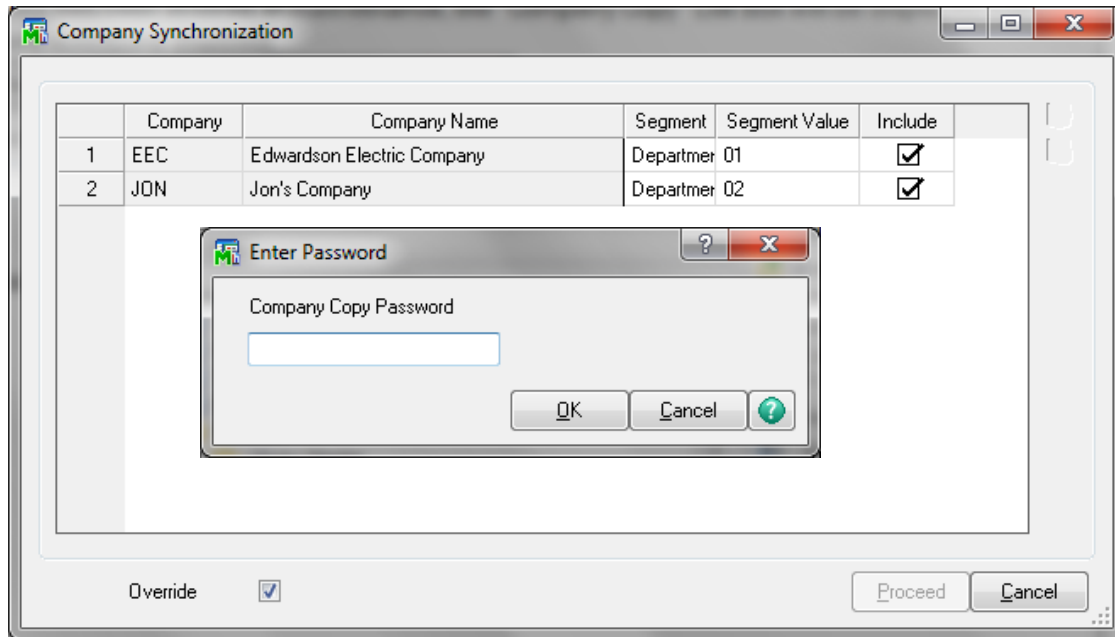 Company Synchronization
Company Company Name Segment Segment Value Include
1 EEC Edwardson Electric Company Departmer 01
2 JON Jon's Company Departmer 02
Enter Password
Company Copy Password
OK Cancel
Override Proceed Cancel